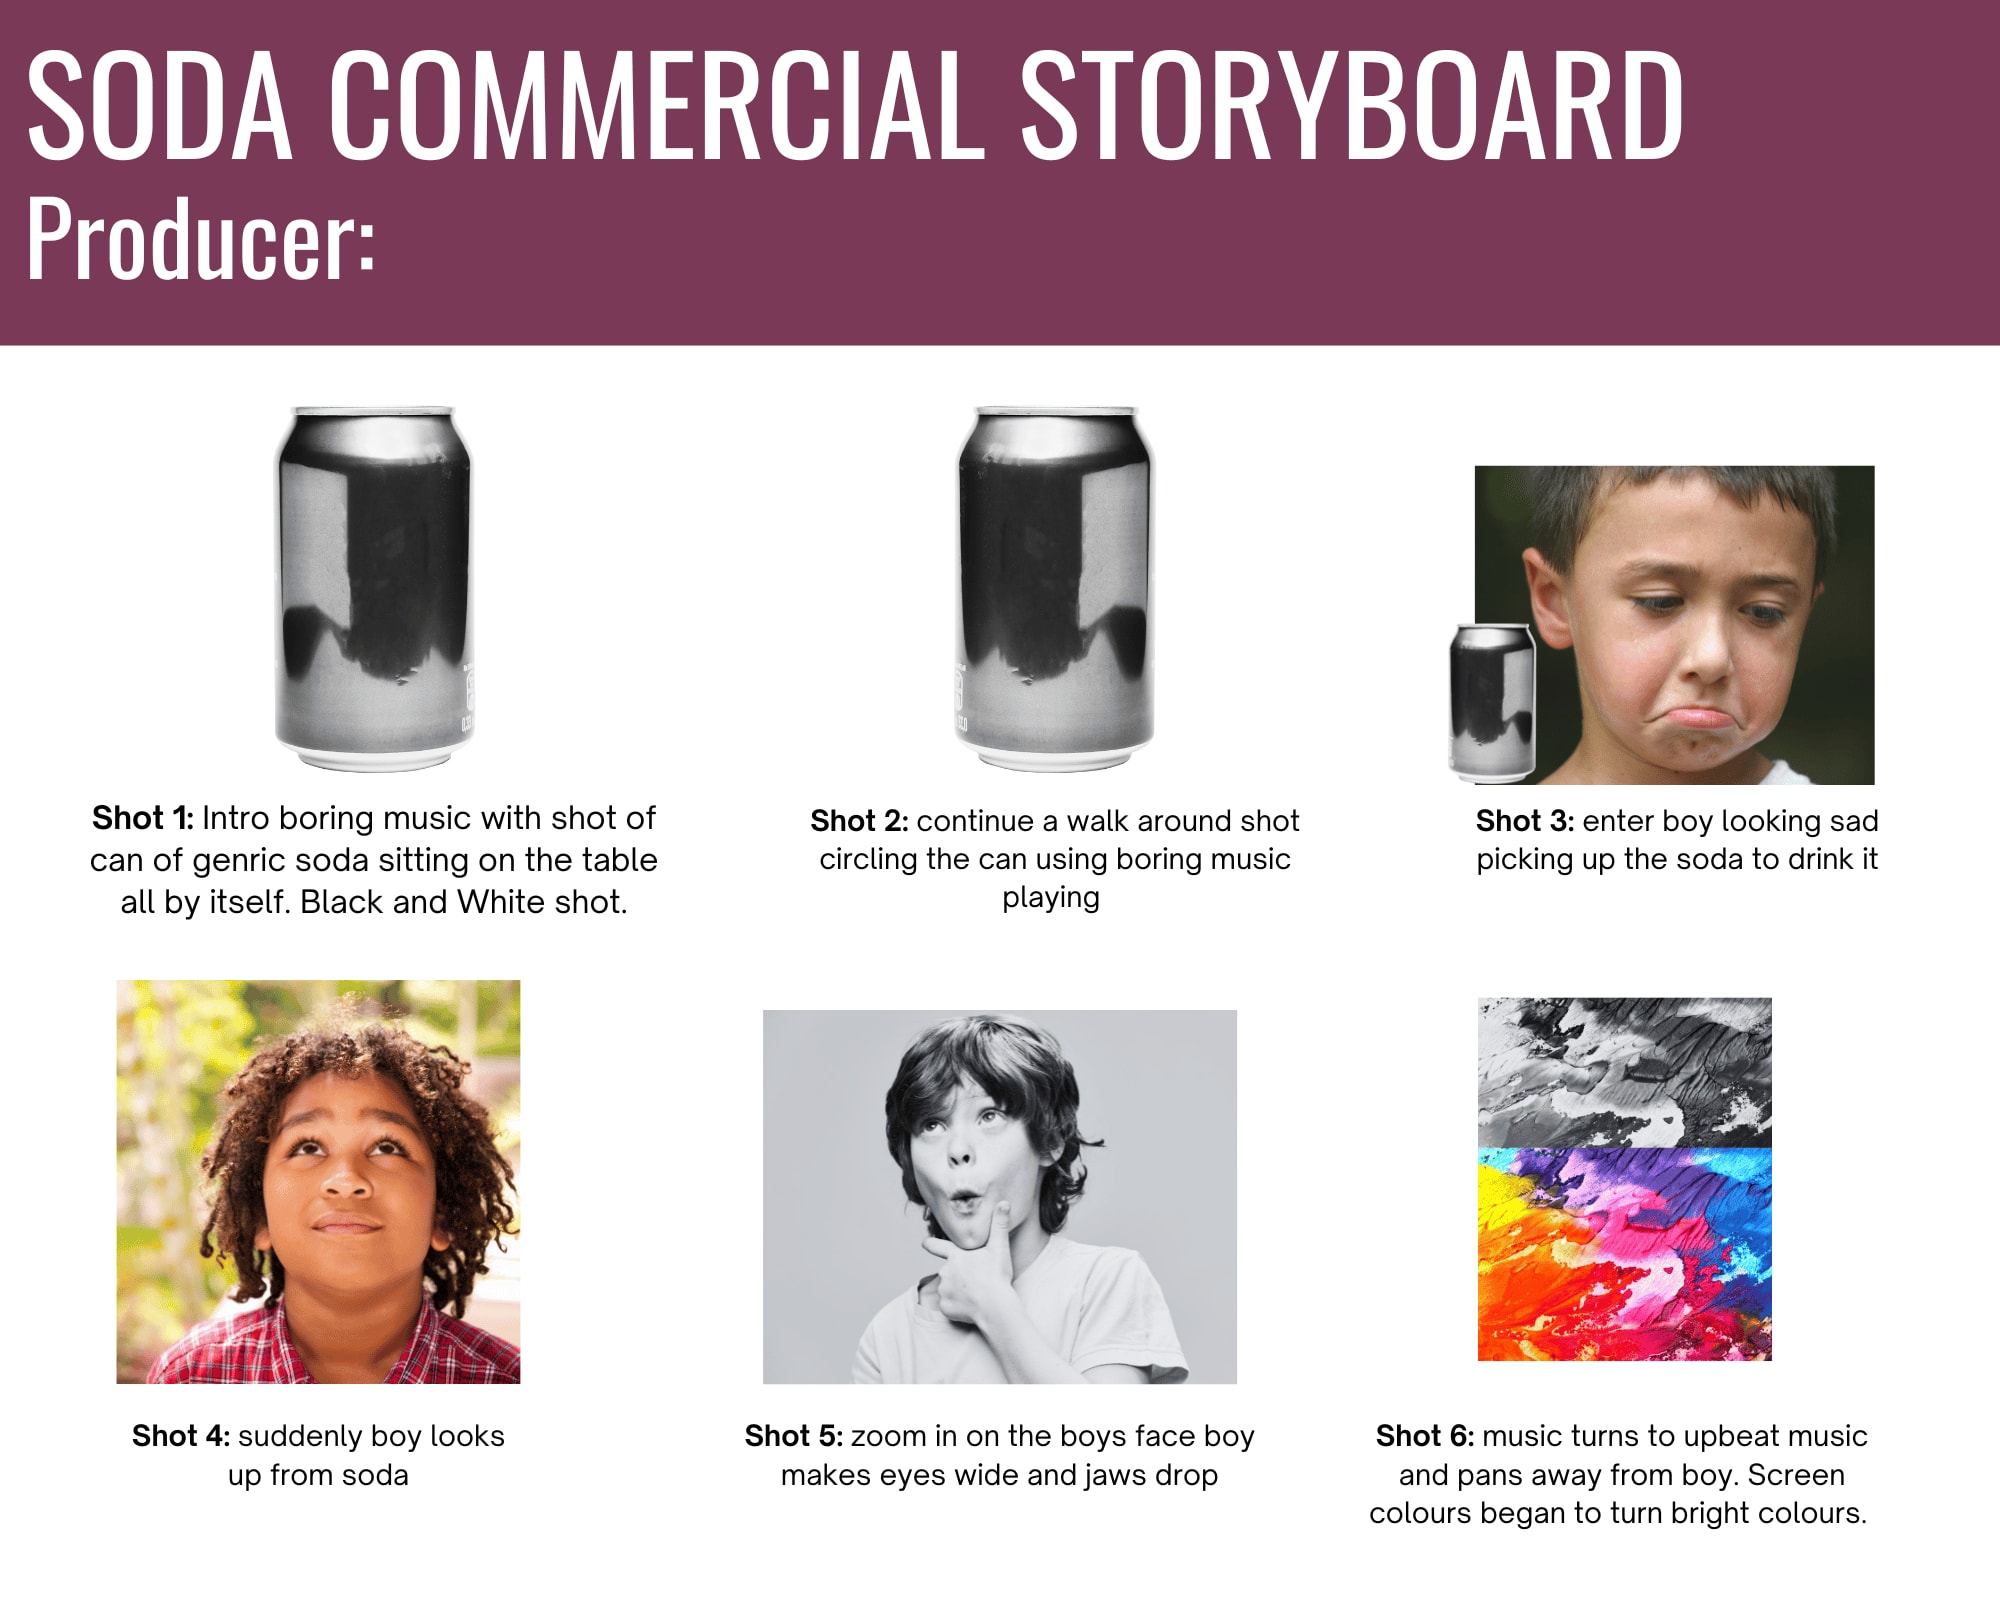 SODA COMMERCIAL STORYBOARD
Producer:
Shot 1: Intro boring music with shot of
can of genric soda sitting on the table
all by itself. Black and White shot.
Shot 2: continue a walk around shot
circling the can using boring music
playing
Shot 3: enter boy looking sad
picking up the soda to drink it
Shot 4: suddenly boy looks
up from soda
Shot 5: zoom in on the boys face boy
makes eyes wide and jaws drop
Shot 6: music turns to upbeat music
and pans away from boy. Screen
colours began to turn bright colours.